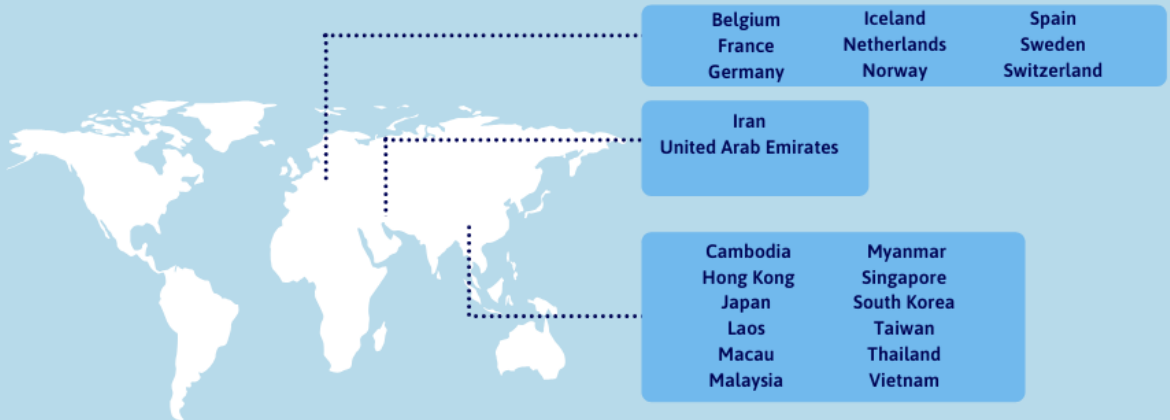 Belgium
France
Germany
Iceland
Netherlands
Norway
Spain
Sweden
Switzerland
Iran
United Arab Emirates
Cambodia
Hong Kong
Japan
Laos
Macau
Malaysia
Myanmar
Singapore
South Korea
Taiwan
Thailand
Vietnam